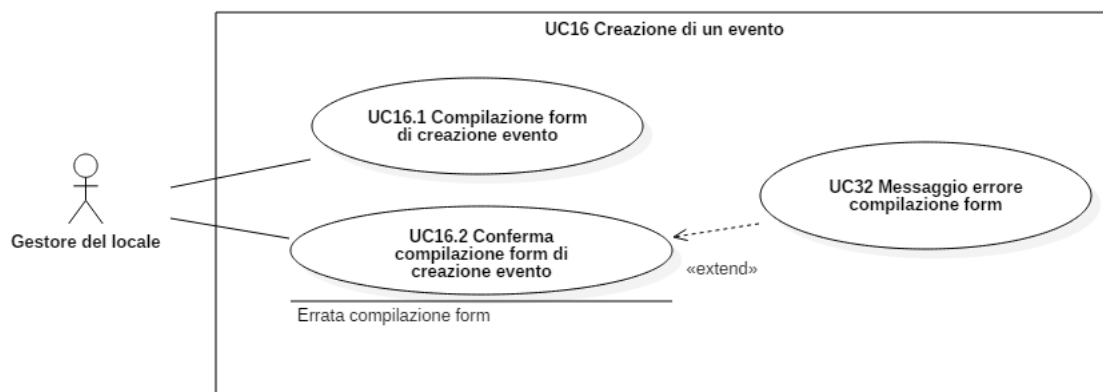 UC16 Creazione di un evento
UC16.1 Compilazione form
di creazione evento
UC32 Messaggio errore
compilazione form
Gestore del locale
UC16.2 Conferma
compilazione form di
creazione evento
«extend»
Errata compilazione form